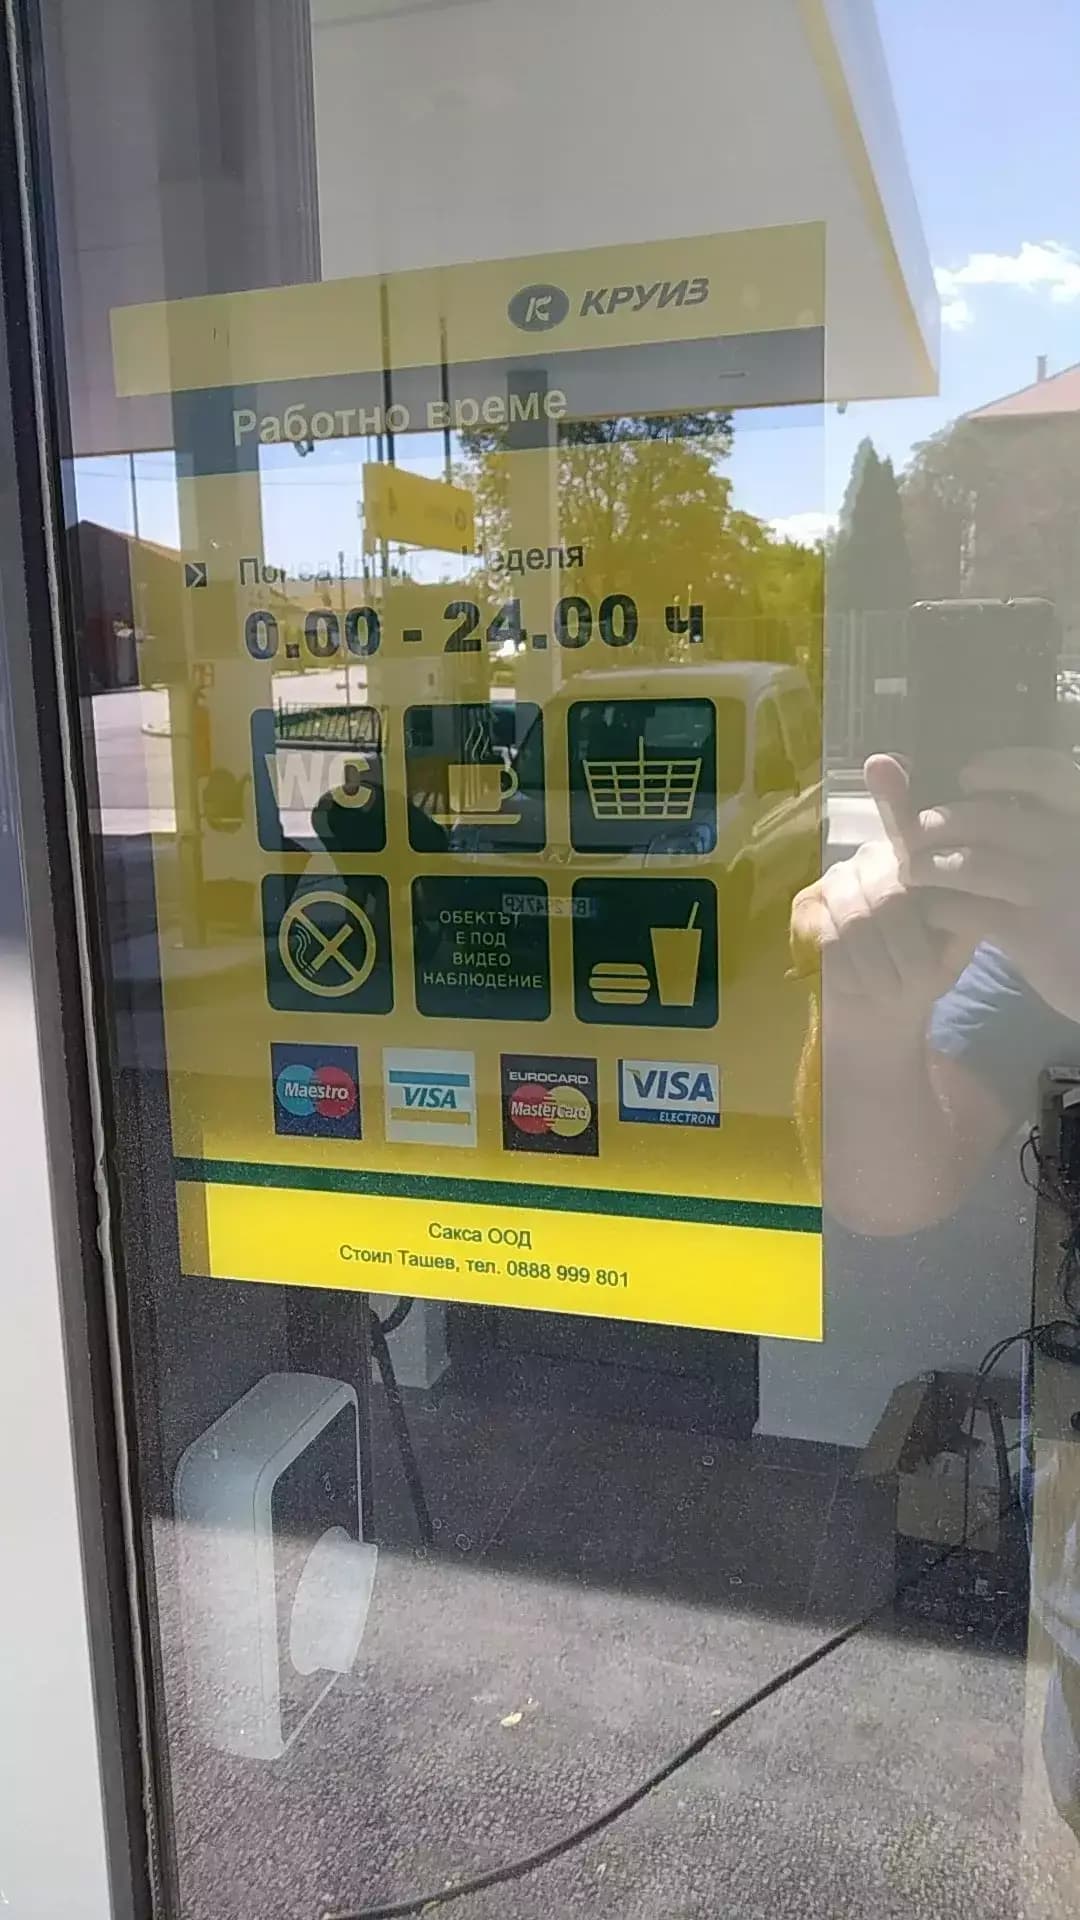 КРУИЗ
Работно време
Понеделник - Неделя
0.00 - 24.00 ч
WC
ОБЕКТЪТ
Е ПОД
ВИДЕО
НАБЛЮДЕНИЕ
Maestro
VISA
EUROCARD
MasterCard
VISA
ELECTRON
Сакса ООД
Стоил Ташев, тел. 0888 999 801